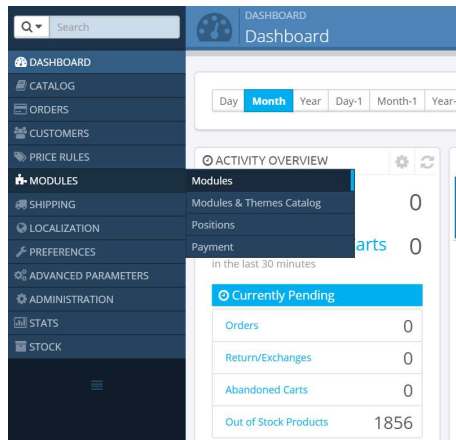 Search
DASHBOARD
Dashboard
DASHBOARD
CATALOG
ORDERS
CUSTOMERS
PRICE RULES
MODULES
SHIPPING
LOCALIZATION
PREFERENCES
ADVANCED PARAMETERS
ADMINISTRATION
STATS
STOCK
Day Month Year Day-1 Month-1 Year-
ACTIVITY OVERVIEW
Modules
Modules & Themes Catalog
Positions
Payment
0
arts 0
in the last 30 minutes
Currently Pending
Orders 0
Return/Exchanges 0
Abandoned Carts 0
Out of Stock Products 1856